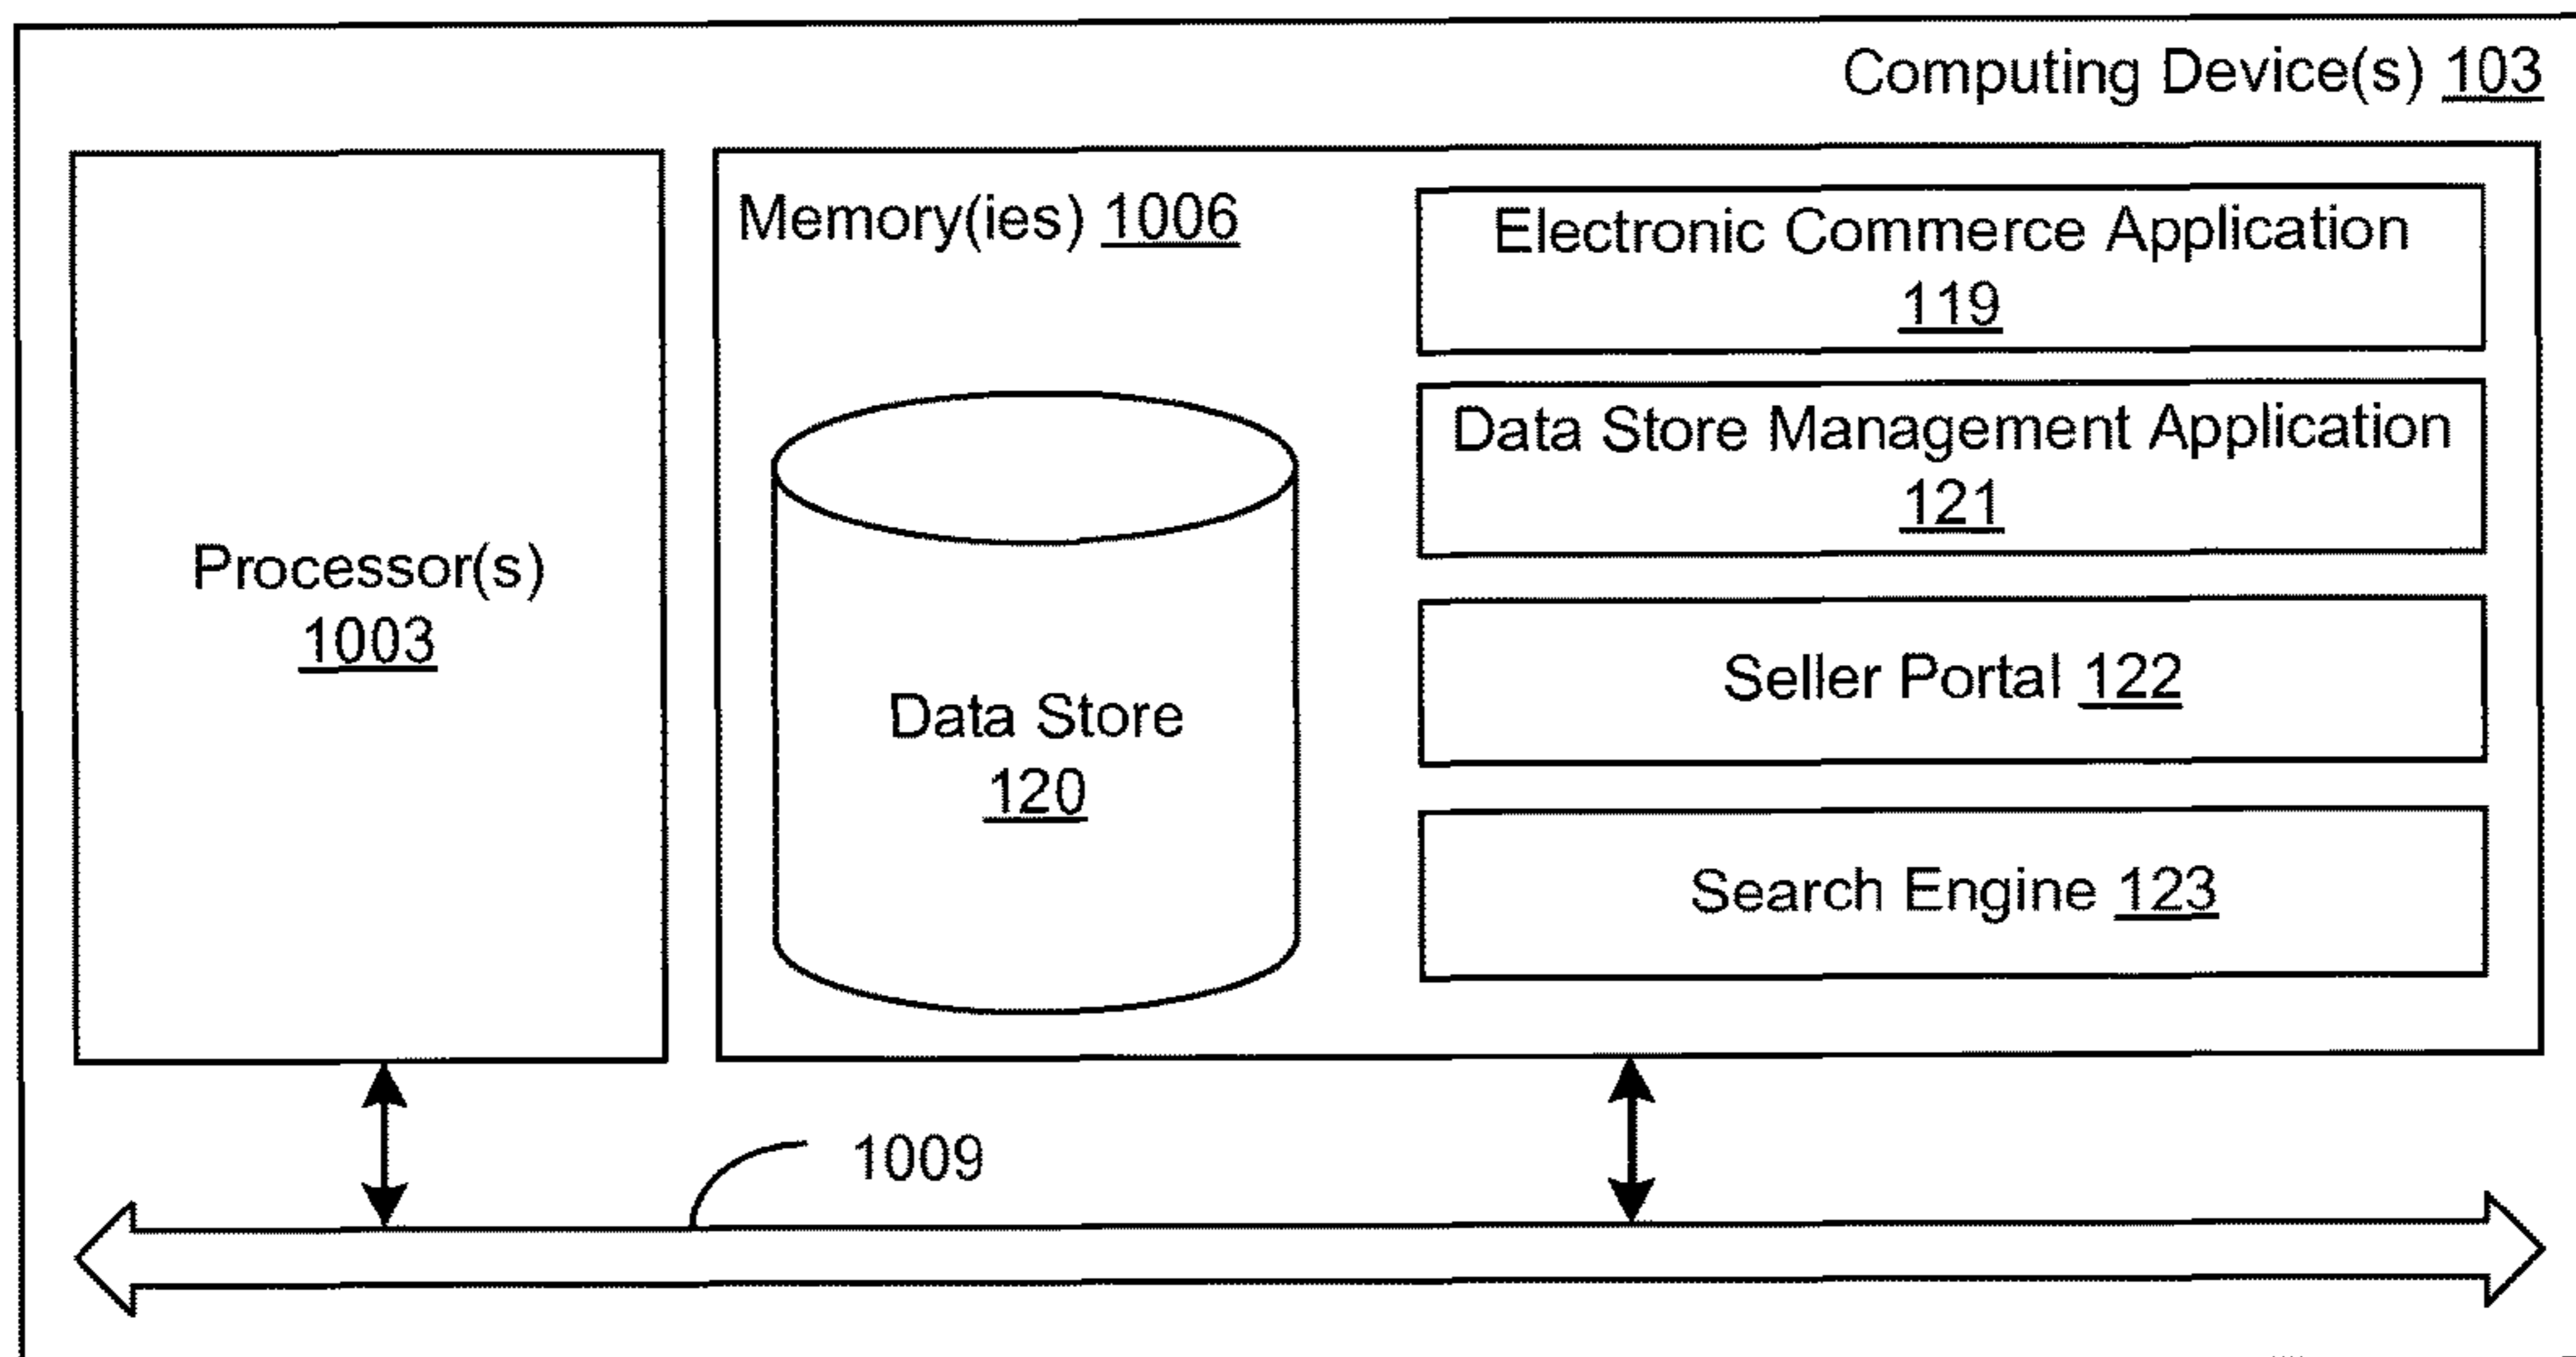 Computing Device(s) 103
Processor(s)
1003
Memory(ies) 1006
Data Store
120
Electronic Commerce Application
119
Data Store Management Application
121
Seller Portal 122
Search Engine 123
1009